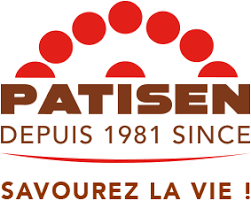 PATISEN
DEPUIS 1981 SINCE
SAVOUREZ LA VIE !